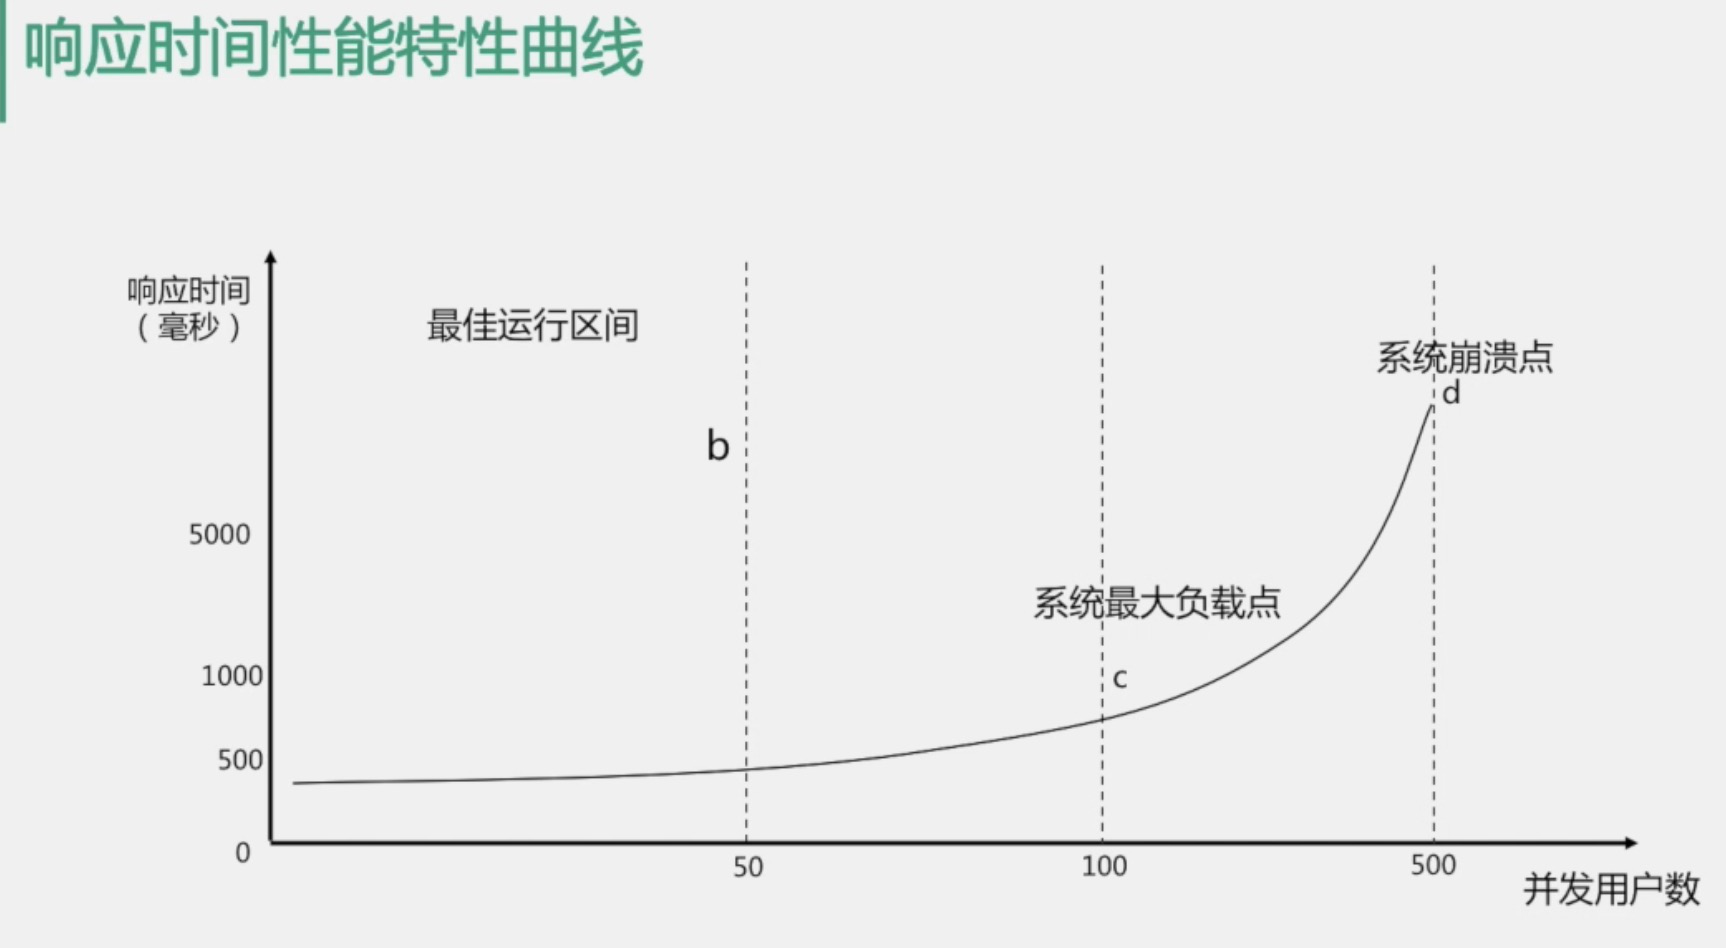 响应时间性能特性曲线
响应时间
（毫秒）
最佳运行区间
系统崩溃点
d
b
5000
系统最大负载点
1000
c
500
0
50
100
500
并发用户数